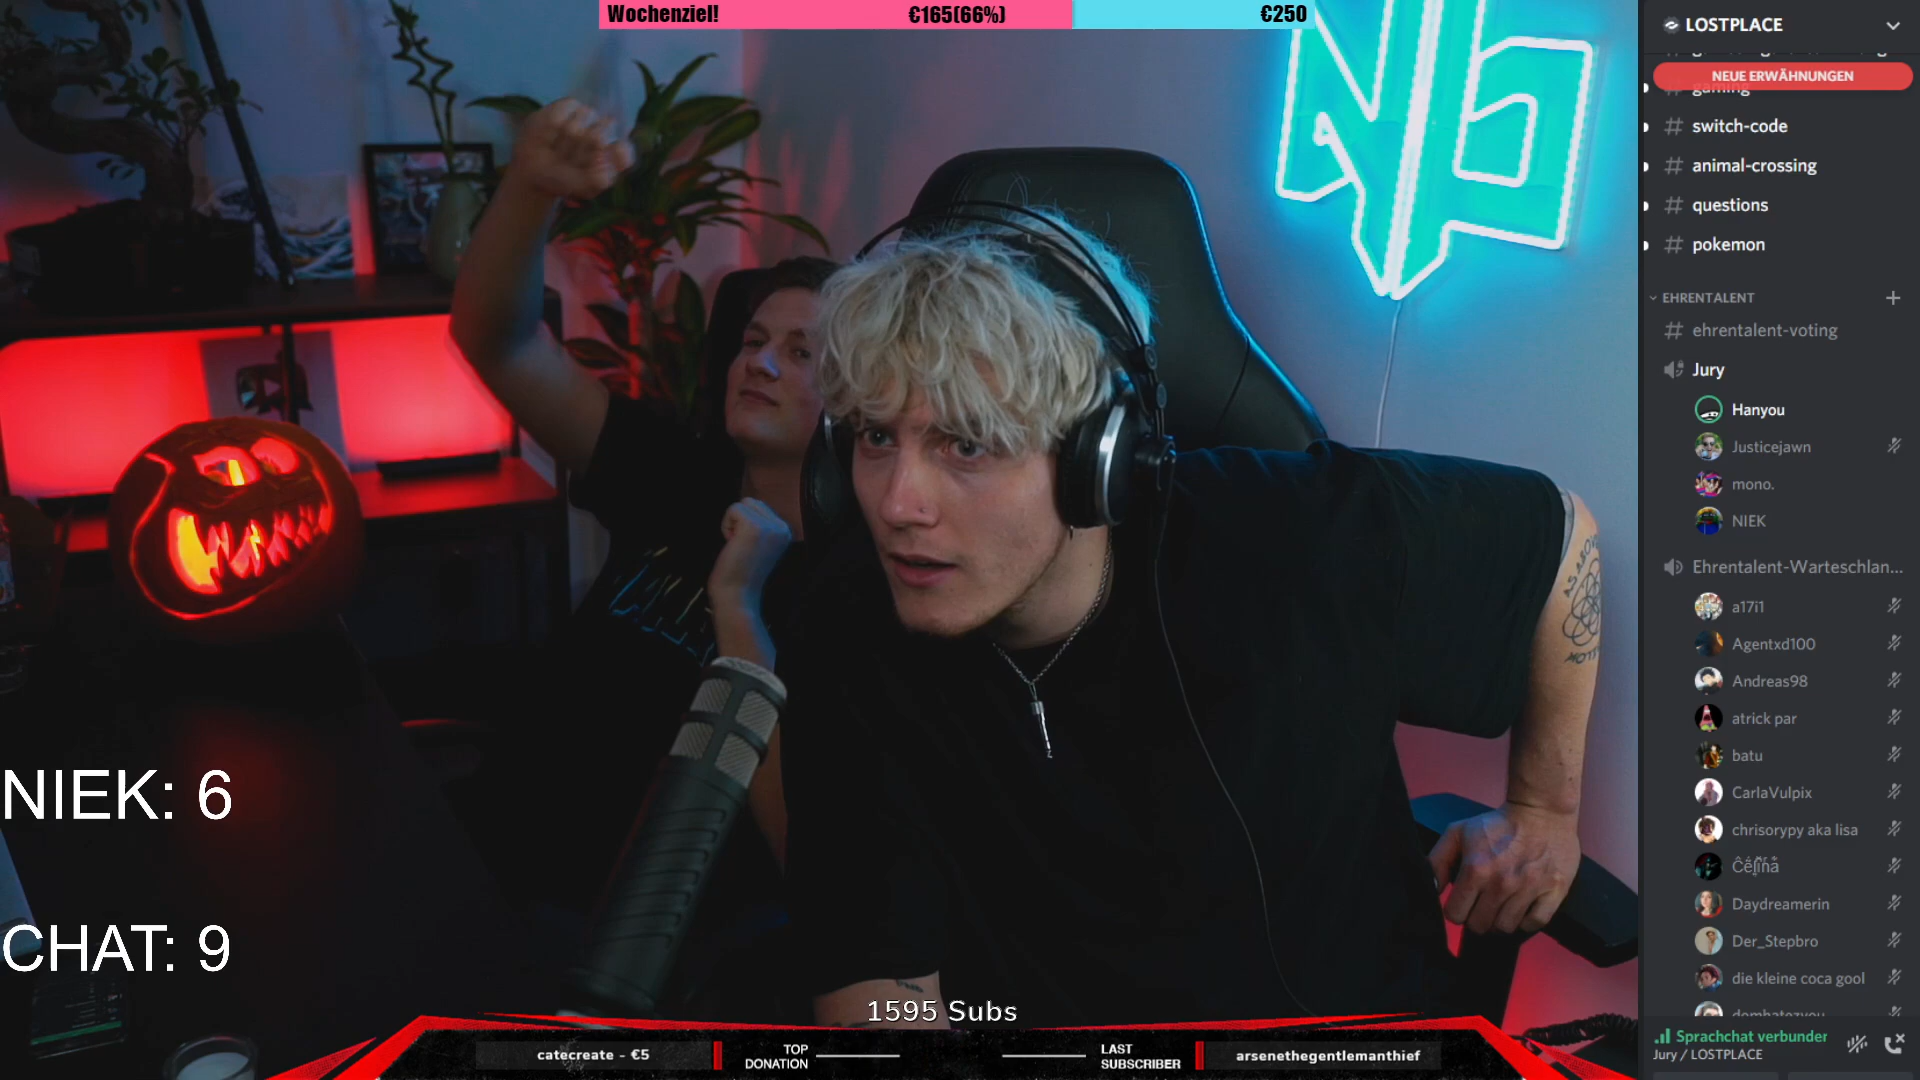 Wochenziel!
€165(66%)
€250
LOSTPLACE
NEUE ERWÄHNUNGEN
gaming
switch-code
animal-crossing
questions
pokemon
EHRENTALENT
ehrentalent-voting
Jury
Hanyou
Justicejawn
mono.
NIEK
Ehrentalent-Warteschlan...
a17i1
Agentxd100
Andreas98
atrick par
batu
CarlaVulpix
chrisorypy aka lisa
Daydreamerin
Der_Stepbro
die kleine coca gool
Sprachchat verbunden
Jury / LOSTPLACE
NIEK: 6
CHAT: 9
1595 Subs
catecreate - €5
TOP
DONATION
LAST
SUBSCRIBER
arsenethegentlemanthief